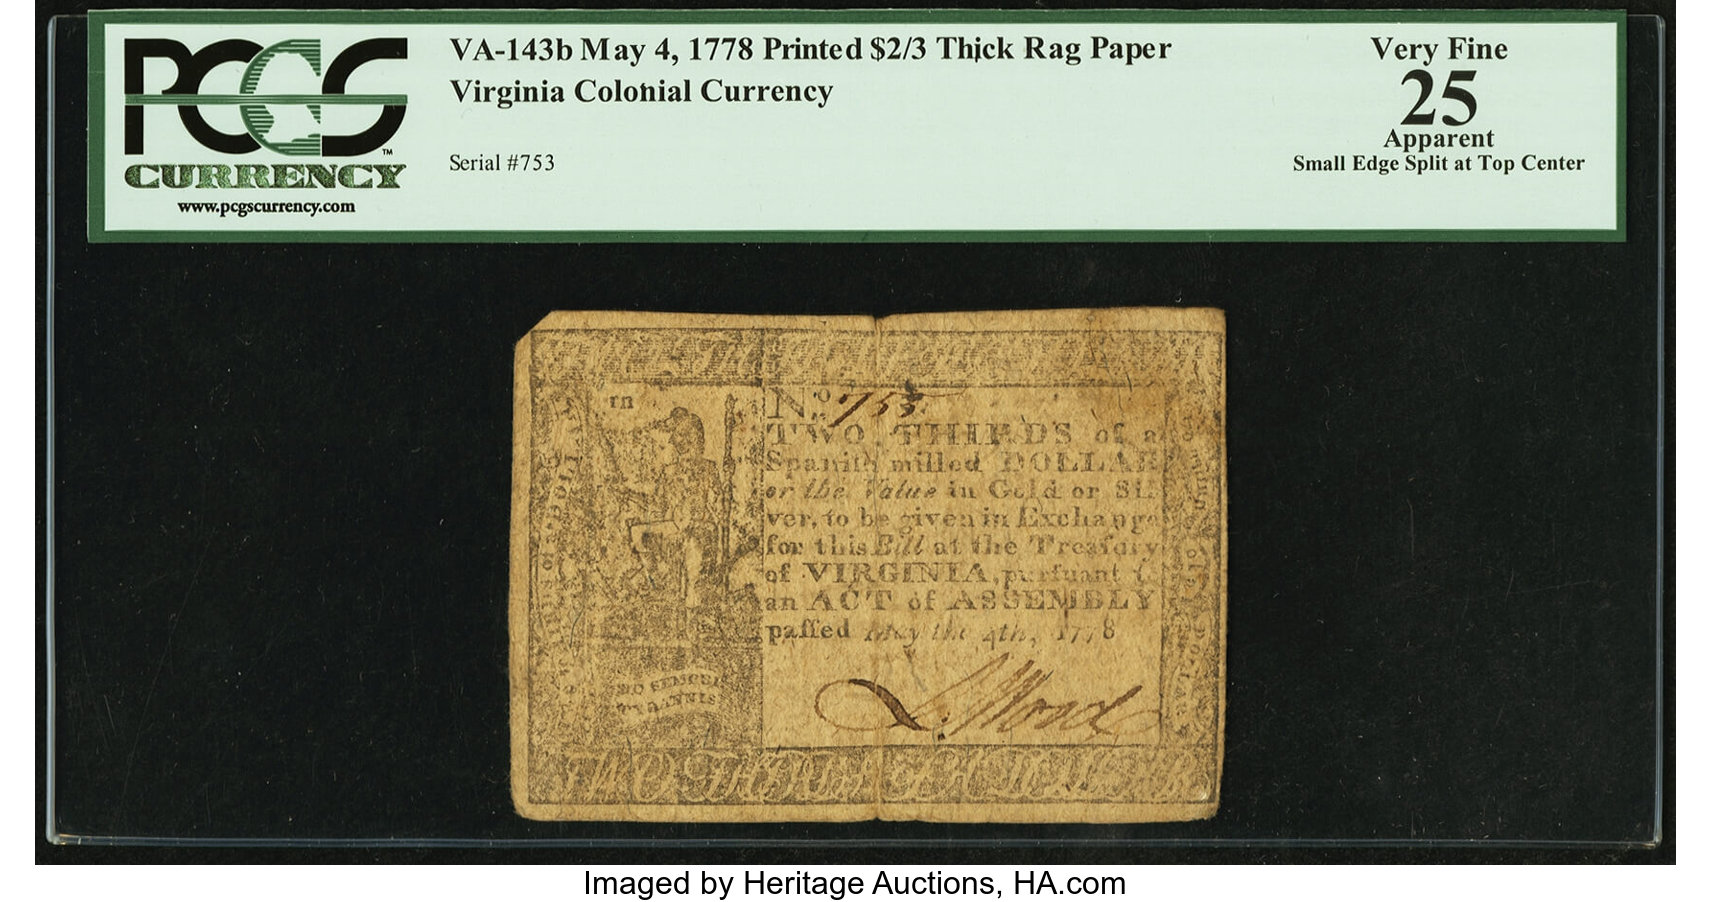 PCGS
CURRENCY
TM
www.pcgscurrency.com
VA-143b May 4, 1778 Printed $2/3 Thick Rag Paper
Virginia Colonial Currency
Serial #753
Very Fine
25
Apparent
Small Edge Split at Top Center
No. 753
TWO THIRDS of a
Spaniſh milled DOLLAR
or the Value in Gold or Sil-
ver, to be given in Exchange
for this Bill at the Treaſury
of VIRGINIA, purſuant to
an ACT of ASSEMBLY
paſſed May the 4th, 1778
TYRANNIS
Imaged by Heritage Auctions, HA.com